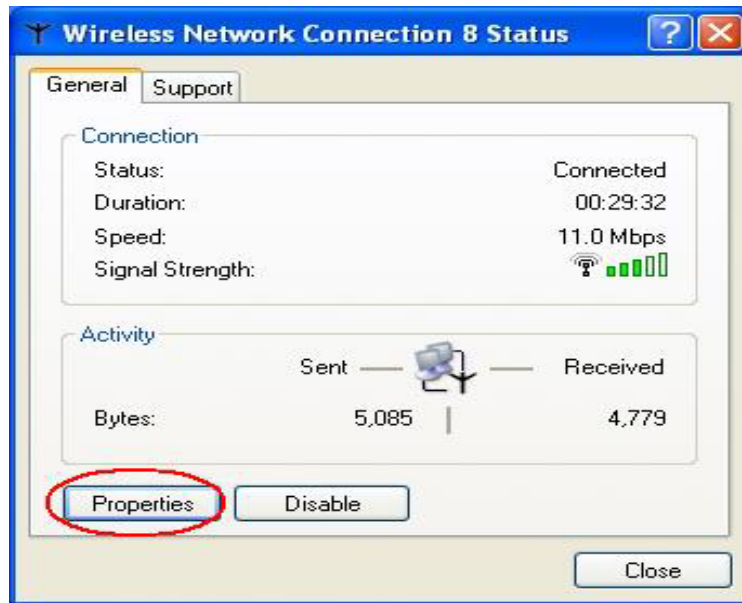 Wireless Network Connection 8 Status
General Support
Connection
Status: Connected
Duration: 00:29:32
Speed: 11.0 Mbps
Signal Strength:
Activity
Sent Received
Bytes: 5,085 4,779
Properties Disable
Close